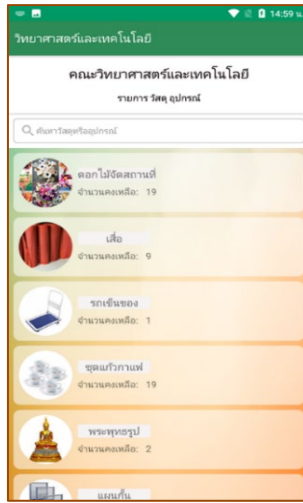 14:59 น.
วิทยาศาสตร์และเทคโนโลยี
คณะวิทยาศาสตร์และเทคโนโลยี
รายการ วัสดุ อุปกรณ์
ค้นหาวัสดุหรืออุปกรณ์
ดอกไม้จัดสถานที่
จำนวนคงเหลือ: 19
เสื่อ
จำนวนคงเหลือ: 9
รถเข็นของ
จำนวนคงเหลือ: 1
ชุดแก้วกาแฟ
จำนวนคงเหลือ: 19
พระพุทธรูป
จำนวนคงเหลือ: 2
แผนกั้น